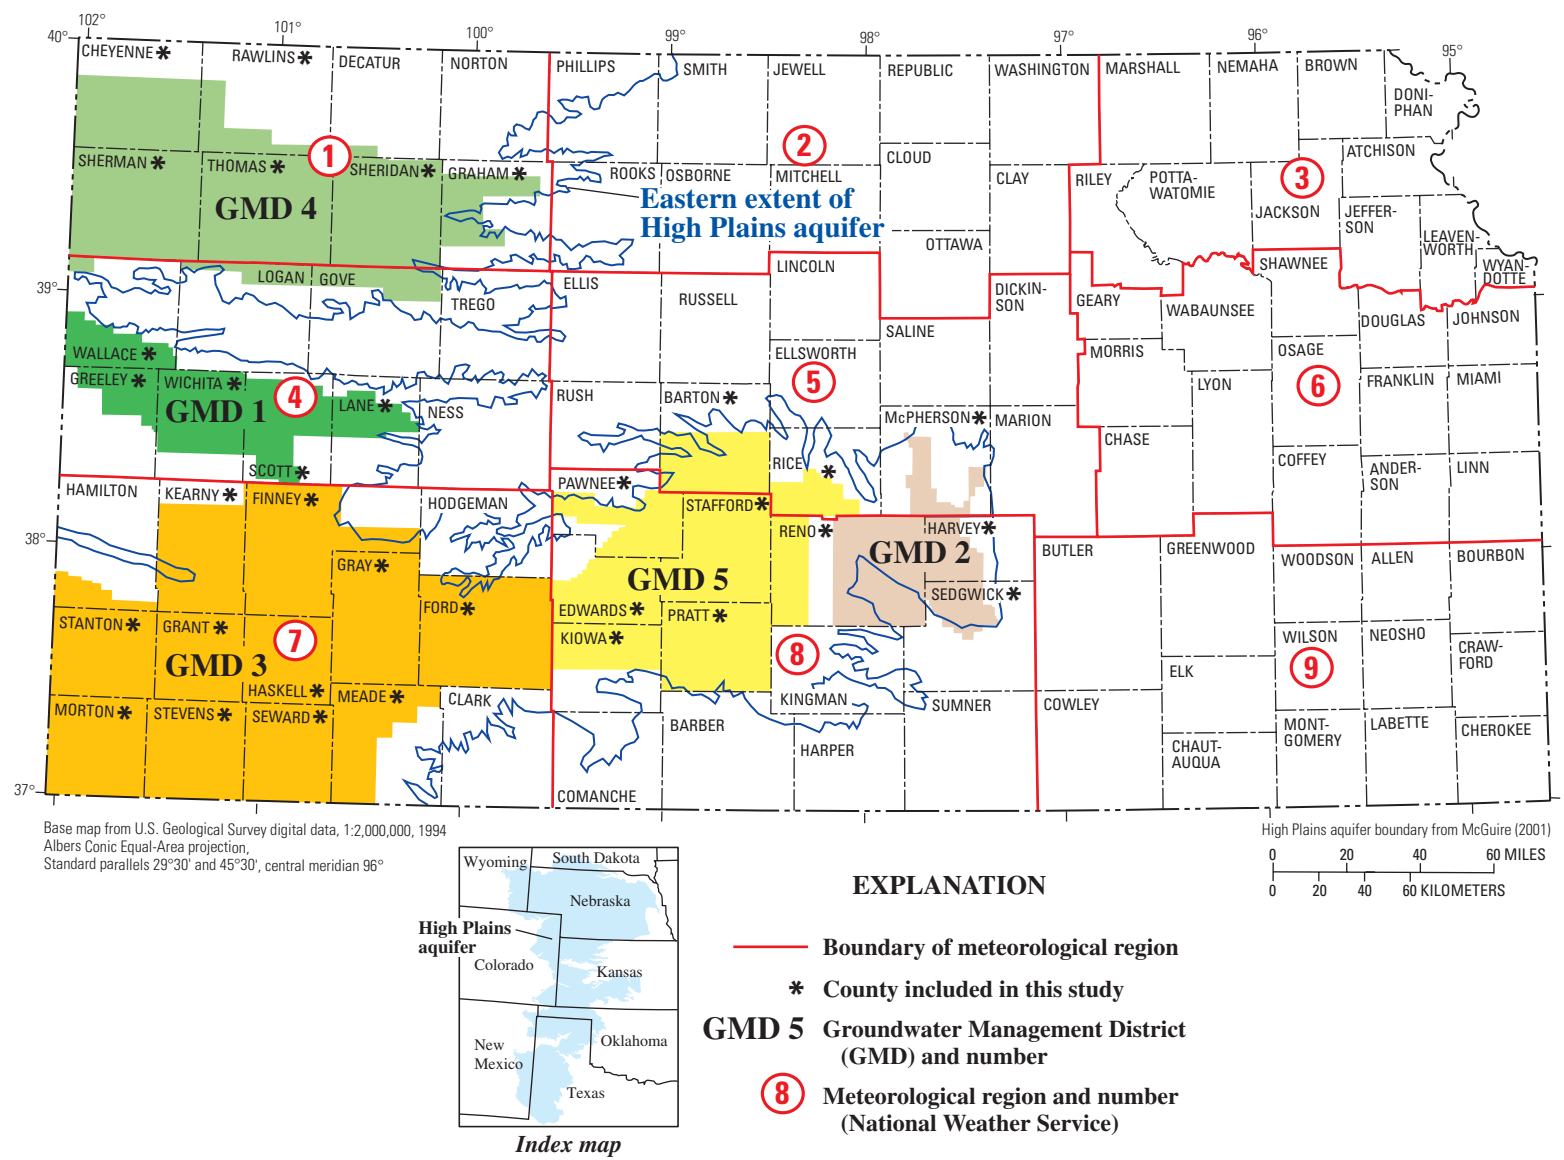 102°
101°
100°
99°
98°
97°
96°
95°
40°
CHEYENNE*
RAWLINS*
DECATUR
NORTON
PHILLIPS
SMITH
JEWELL
REPUBLIC
WASHINGTON
MARSHALL
NEMAHA
BROWN
DONI-
PHAN
SHERMAN*
THOMAS*
1
SHERIDAN*
GRAHAM*
ROOKS
OSBORNE
2
MITCHELL
CLOUD
CLAY
RILEY
POTTA-
WATOMIE
3
JACKSON
ATCHISON
JEFFER-
SON
LEAVEN-
WORTH
WYAN-
DOTTE
GMD 4
Eastern extent of
High Plains aquifer
OTTAWA
39°
LOGAN
GOVE
TREGO
ELLIS
RUSSELL
LINCOLN
DICKIN-
SON
GEARY
SHAWNEE
WABAUNSEE
DOUGLAS
JOHNSON
SALINE
WALLACE*
GREELEY*
WICHITA*
4
GMD 1
LANE*
NESS
RUSH
BARTON*
ELLSWORTH
5
McPHERSON*
MARION
MORRIS
LYON
CHASE
OSAGE
6
FRANKLIN
MIAMI
SCOTT*
RICE
*
COFFEY
ANDER-
SON
LINN
HAMILTON
KEARNY*
FINNEY*
HODGEMAN
PAWNEE*
STAFFORD*
RENO*
HARVEY*
38°
GRAY*
GMD 5
GMD 2
BUTLER
GREENWOOD
WOODSON
ALLEN
BOURBON
STANTON*
GRANT*
7
FORD*
EDWARDS*
PRATT*
SEDGWICK*
KIOWA*
8
WILSON
9
NEOSHO
CRAW-
FORD
GMD 3
HASKELL*
MEADE*
CLARK
KINGMAN
SUMNER
COWLEY
ELK
MORTON*
STEVENS*
SEWARD*
BARBER
HARPER
CHAUT-
AUQUA
MONT-
GOMERY
LABETTE
CHEROKEE
37°
COMANCHE
Base map from U.S. Geological Survey digital data, 1:2,000,000, 1994
Albers Conic Equal-Area projection,
Standard parallels 29°30' and 45°30', central meridian 96°
High Plains aquifer boundary from McGuire (2001)
0 20 40 60 MILES
0 20 40 60 KILOMETERS
Wyoming
South Dakota
Nebraska
High Plains
aquifer
Colorado
Kansas
New
Mexico
Oklahoma
Texas
Index map
EXPLANATION
Boundary of meteorological region
* County included in this study
GMD 5 Groundwater Management District
(GMD) and number
8 Meteorological region and number
(National Weather Service)